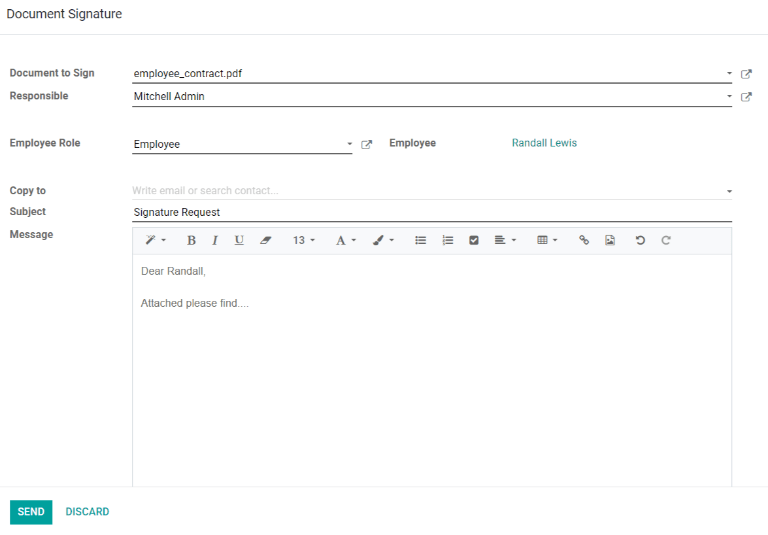 Document Signature
Document to Sign employee_contract.pdf
Responsible Mitchell Admin
Employee Role Employee Employee Randall Lewis
Copy to Write email or search contact...
Subject Signature Request
Message
B I U 13 A
Dear Randall,
Attached please find....
SEND DISCARD